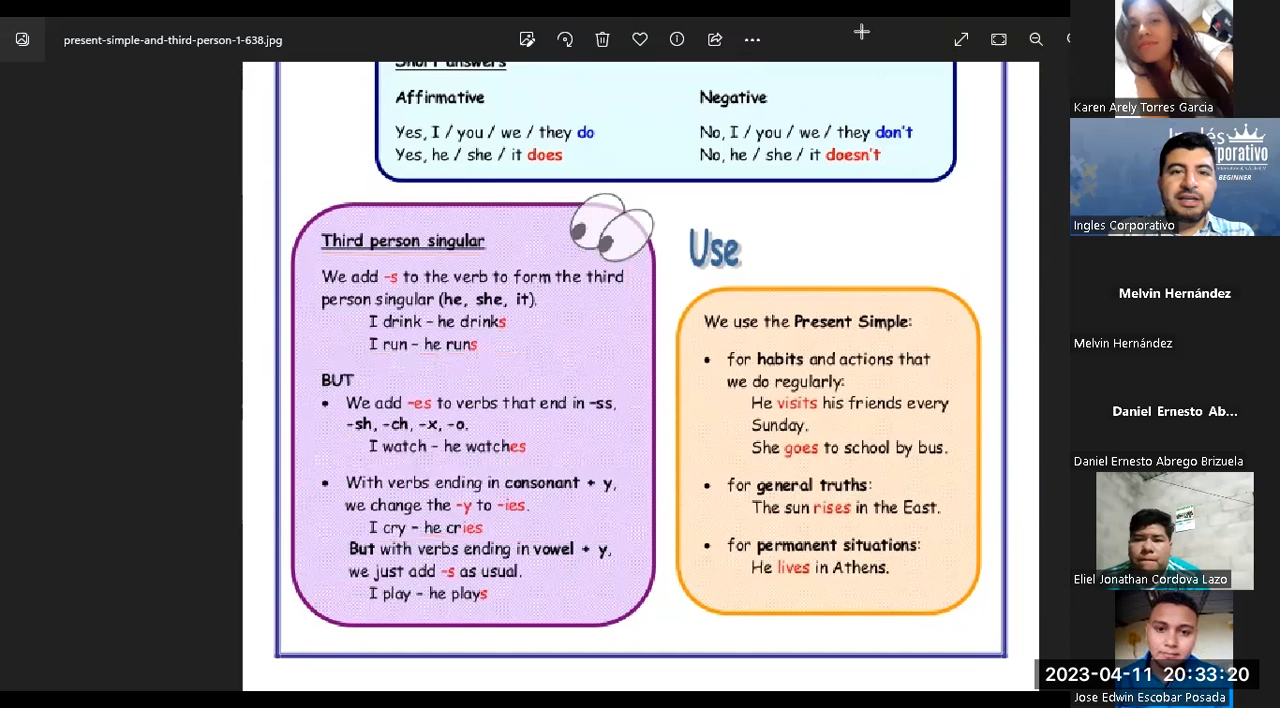 present-simple-and-third-person-1-638.jpg
Short answers
Affirmative
Negative
Yes, I / you / we / they do
No, I / you / we / they don't
Yes, he / she / it does
No, he / she / it doesn't
Third person singular
We add -s to the verb to form the third
person singular (he, she, it).
I drink – he drinks
I run – he runs
BUT
• We add -es to verbs that end in -ss,
-sh, -ch, -x, -o.
I watch – he watches
• With verbs ending in consonant + y,
we change the -y to -ies.
I cry – he cries
But with verbs ending in vowel + y,
we just add -s as usual.
I play – he plays
Use
We use the Present Simple:
• for habits and actions that
we do regularly:
He visits his friends every
Sunday.
She goes to school by bus.
• for general truths:
The sun rises in the East.
• for permanent situations:
He lives in Athens.
Karen Arely Torres Garcia
BEGINNER
Ingles Corporativo
Melvin Hernández
Melvin Hernández
Daniel Ernesto Ab...
Daniel Ernesto Abrego Brizuela
Eliel Jonathan Cordova Lazo
2023-04-11 20:33:20
Jose Edwin Escobar Posada